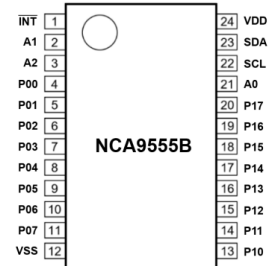 INT 1 24 VDD
A1 2 23 SDA
A2 3 22 SCL
P00 4 21 A0
P01 5 20 P17
P02 6 19 P16
P03 7 NCA9555B 18 P15
P04 8 17 P14
P05 9 16 P13
P06 10 15 P12
P07 11 14 P11
VSS 12 13 P10